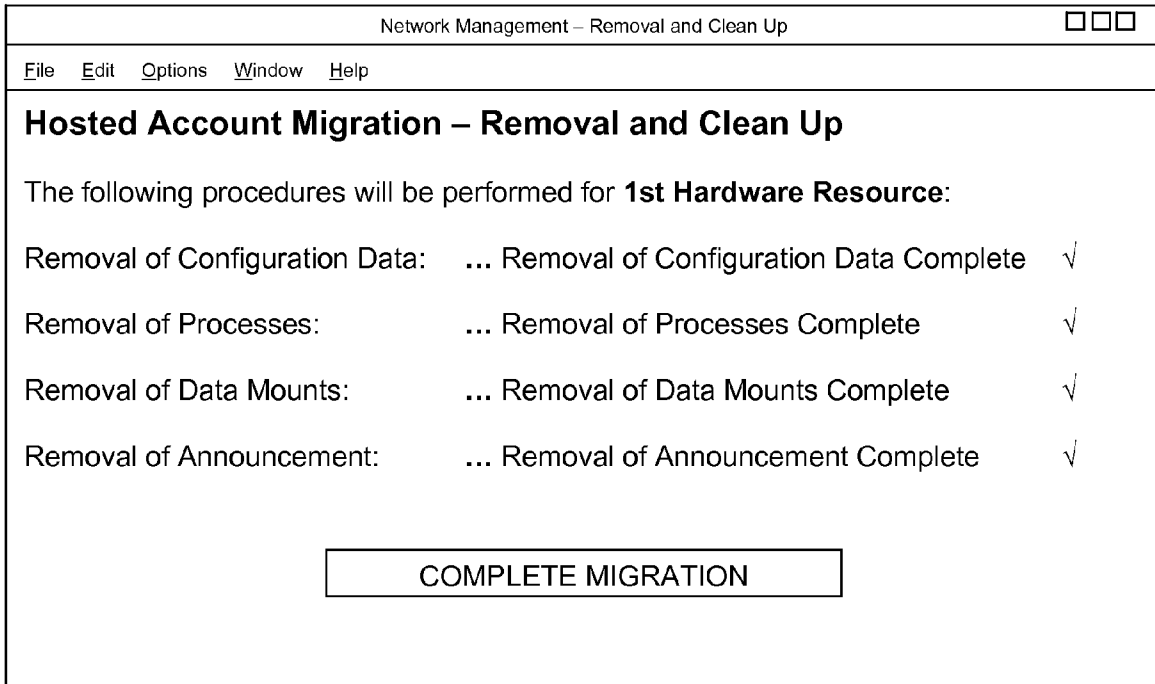 Network Management – Removal and Clean Up
File Edit Options Window Help
Hosted Account Migration – Removal and Clean Up
The following procedures will be performed for 1st Hardware Resource:
Removal of Configuration Data: ... Removal of Configuration Data Complete √
Removal of Processes: ... Removal of Processes Complete √
Removal of Data Mounts: ... Removal of Data Mounts Complete √
Removal of Announcement: ... Removal of Announcement Complete √
COMPLETE MIGRATION